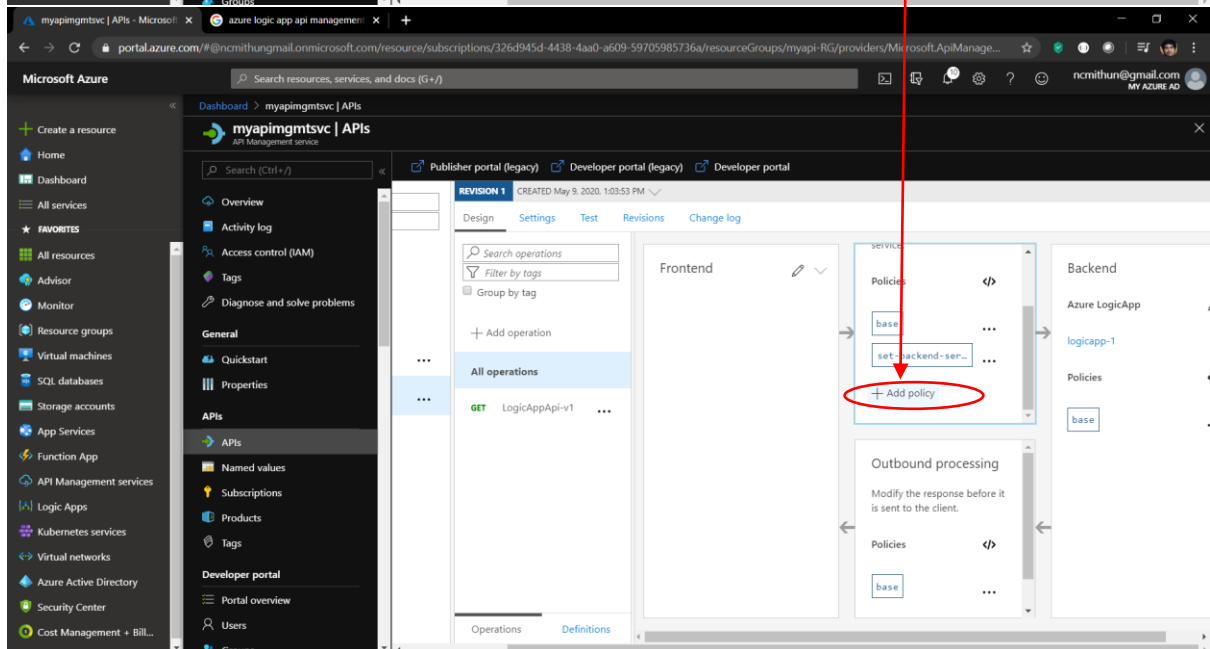 Groups
myapimgmtsvc | APIs - Microsoft
azure logic app api management
portal.azure.com/#@ncmithungmail.onmicrosoft.com/resource/subscriptions/326d945d-4438-4aa0-a609-59705985736a/resourceGroups/myapi-RG/providers/Microsoft.ApiManage...
Microsoft Azure
Search resources, services, and docs (G+/)
10
ncmithun@gmail.com
MY AZURE AD
Create a resource
Home
Dashboard
All services
FAVORITES
All resources
Advisor
Monitor
Resource groups
Virtual machines
SQL databases
Storage accounts
App Services
Function App
API Management services
Logic Apps
Kubernetes services
Virtual networks
Azure Active Directory
Security Center
Cost Management + Bill...
Dashboard > myapimgmtsvc | APIs
myapimgmtsvc | APIs
API Management service
Search (Ctrl+/)
Overview
Activity log
Access control (IAM)
Tags
Diagnose and solve problems
General
Quickstart
Properties
APIs
APIs
Named values
Subscriptions
Products
Tags
Developer portal
Portal overview
Users
Publisher portal (legacy) Developer portal (legacy) Developer portal
REVISION 1 CREATED May 9, 2020, 1:03:53 PM
Design Settings Test Revisions Change log
Search operations
Filter by tags
Group by tag
+ Add operation
All operations
GET LogicAppApi-v1 ...
Operations Definitions
Frontend
service
Policies </>
base ...
set-backend-ser... ...
+ Add policy
Outbound processing
Modify the response before it
is sent to the client.
Policies </>
base ...
Backend
Azure LogicApp
logicapp-1
Policies
base